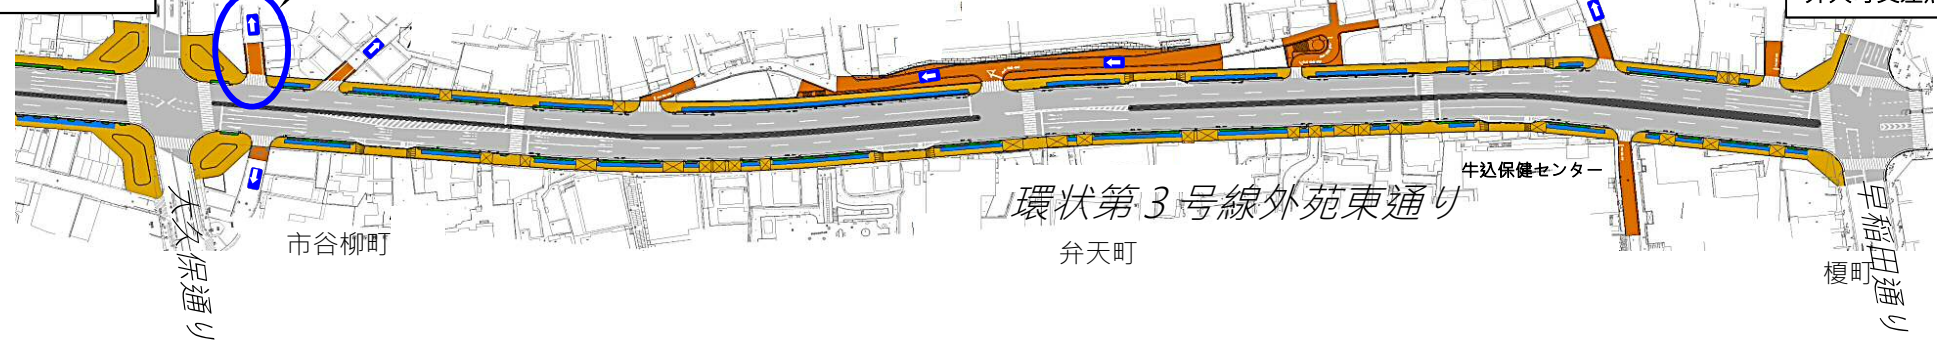 環状第３号線外苑東通り
牛込保健センター
市谷柳町
弁天町
榎町
大久保通り
早稲田通り